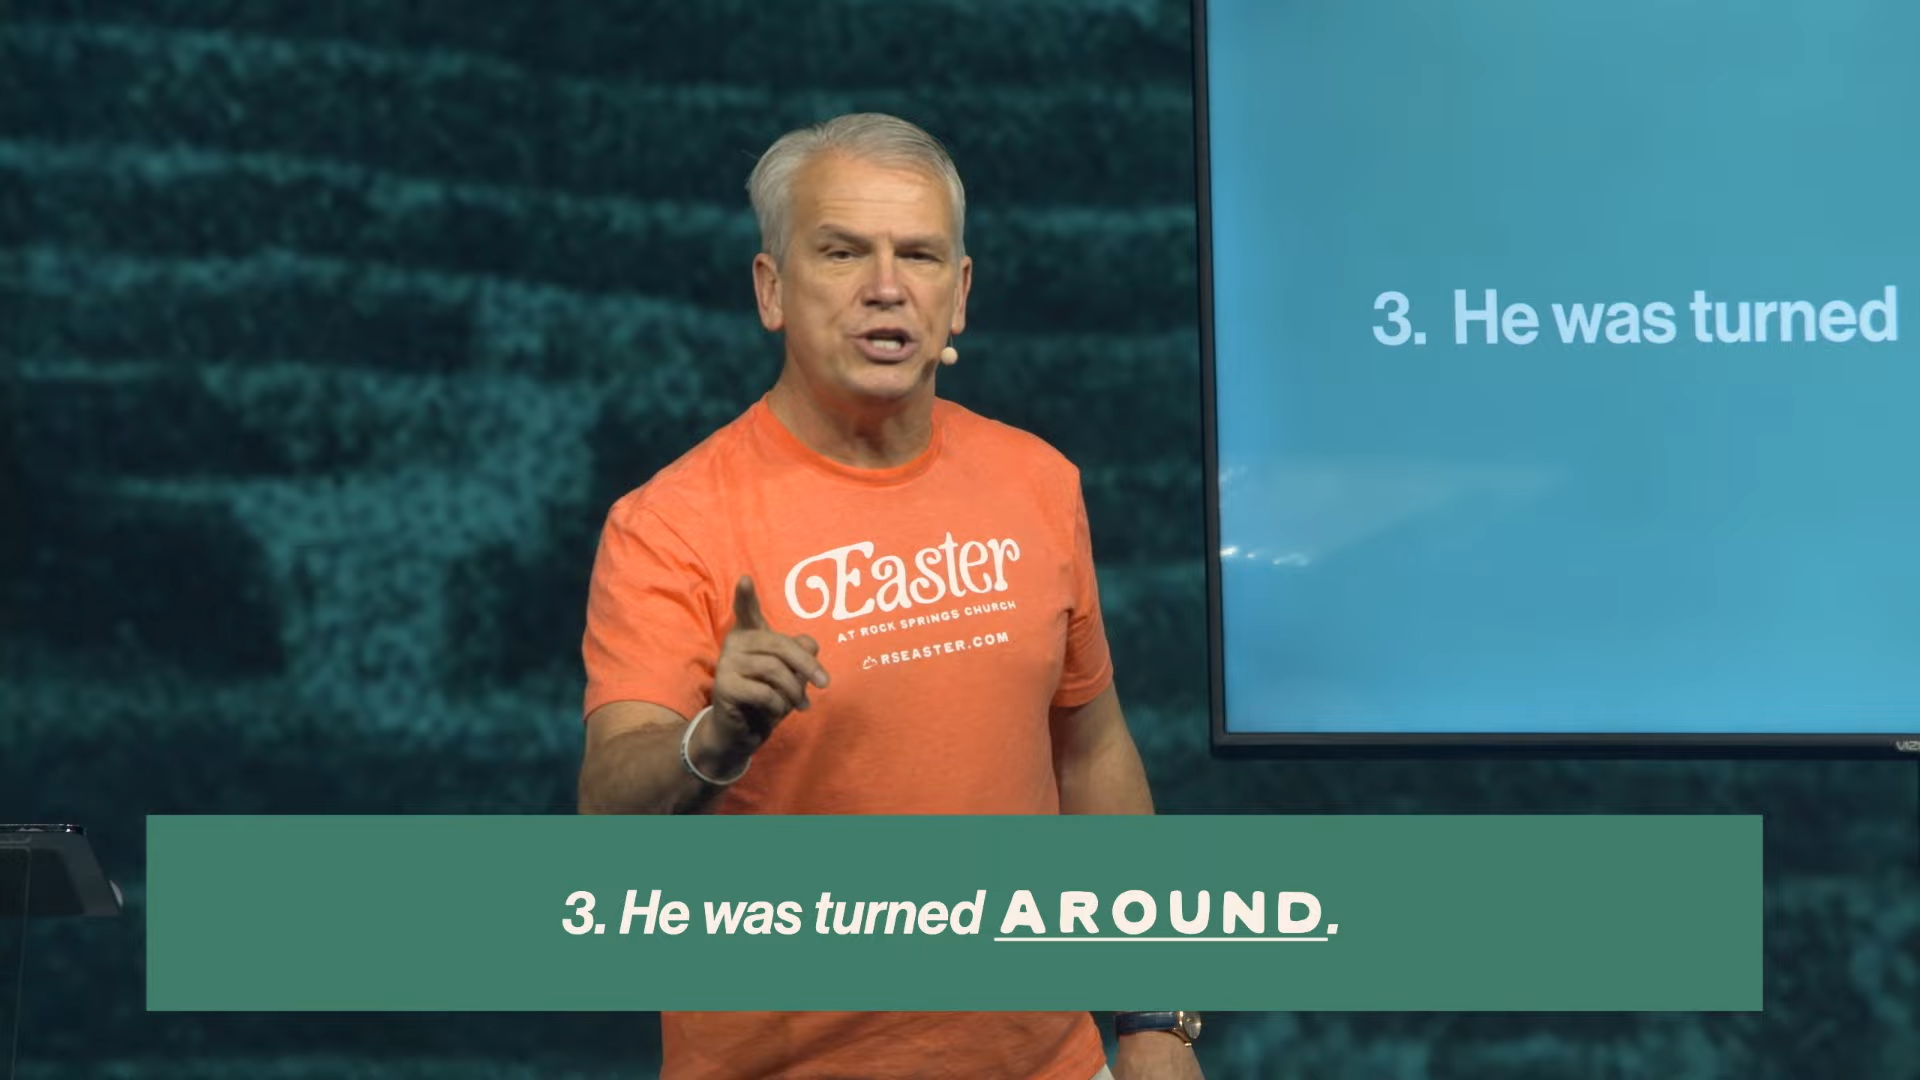 3. He was turned
Easter
AT ROCK SPRINGS CHURCH
RSEASTER.COM
3. He was turned AROUND.